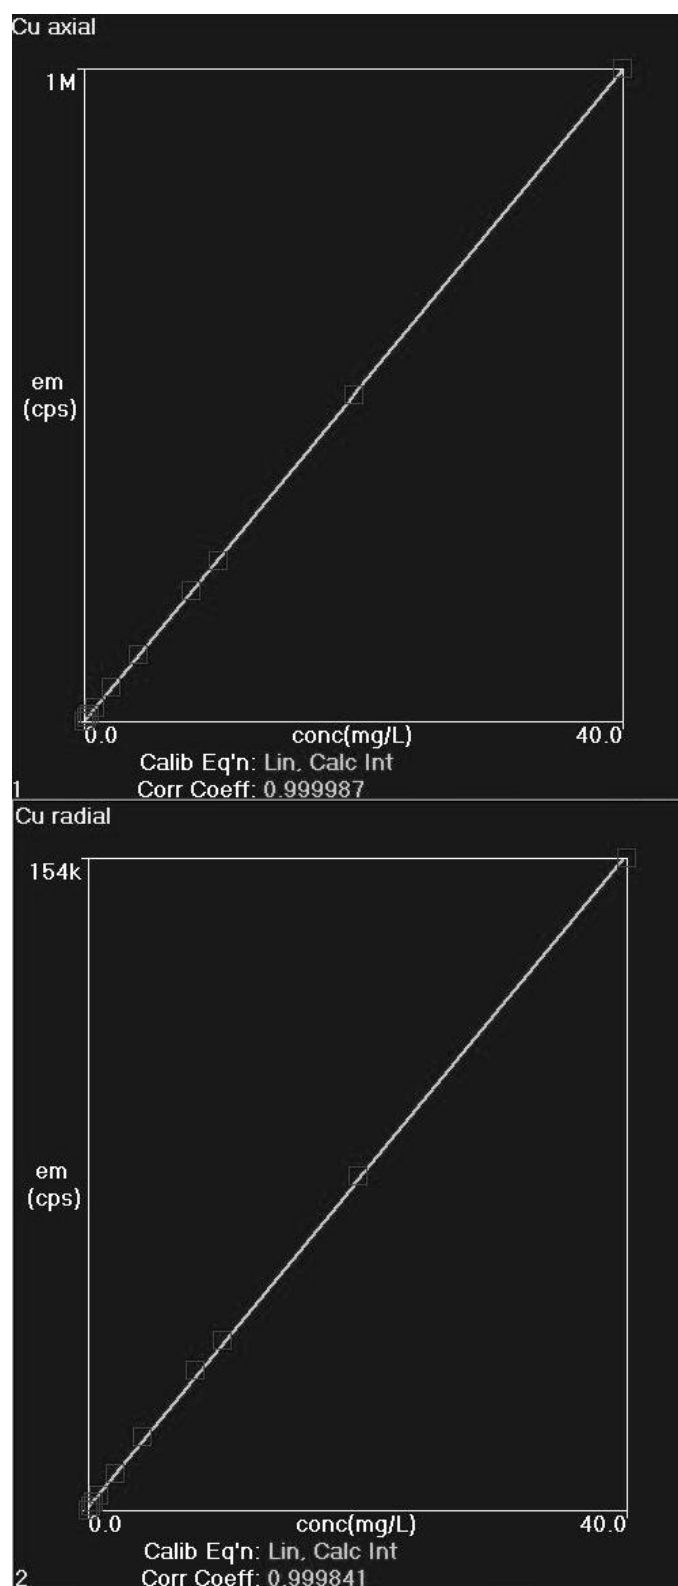 Cu axial
1M
em
(cps)
0.0 conc(mg/L) 40.0
Calib Eq'n: Lin, Calc Int
1 Corr Coeff: 0.999987
Cu radial
154k
em
(cps)
0.0 conc(mg/L) 40.0
Calib Eq'n: Lin, Calc Int
2 Corr Coeff: 0.999841